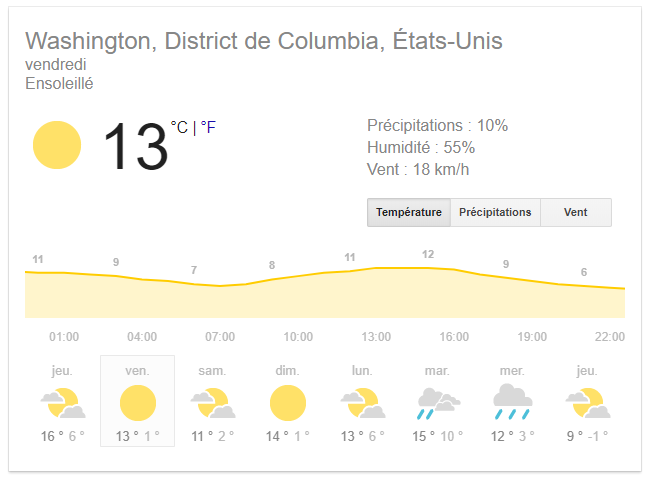 Washington, District de Columbia, États-Unis
vendredi
Ensoleillé
13 °C | °F
Précipitations : 10%
Humidité : 55%
Vent : 18 km/h
Température Précipitations Vent
11 9 7 8 11 12 9 6
01:00 04:00 07:00 10:00 13:00 16:00 19:00 22:00
jeu. ven. sam. dim. lun. mar. mer. jeu.
16 ° 6 ° 13 ° 1 ° 11 ° 2 ° 14 ° 1 ° 13 ° 6 ° 15 ° 10 ° 12 ° 3 ° 9 ° -1 °